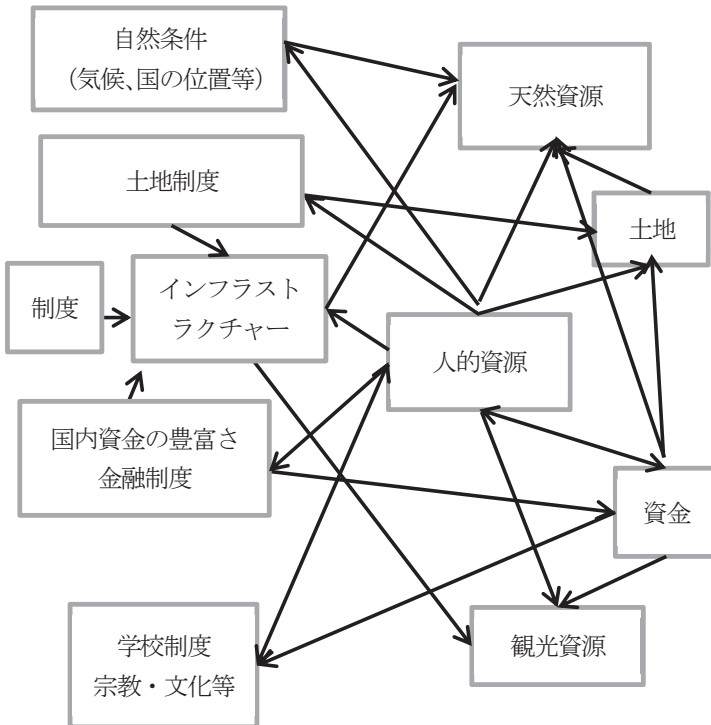 自然条件
(気候、国の位置等)
天然資源
土地制度
土地
制度
インフラスト
ラクチャー
人的資源
国内資金の豊富さ
金融制度
資金
学校制度
宗教・文化等
観光資源